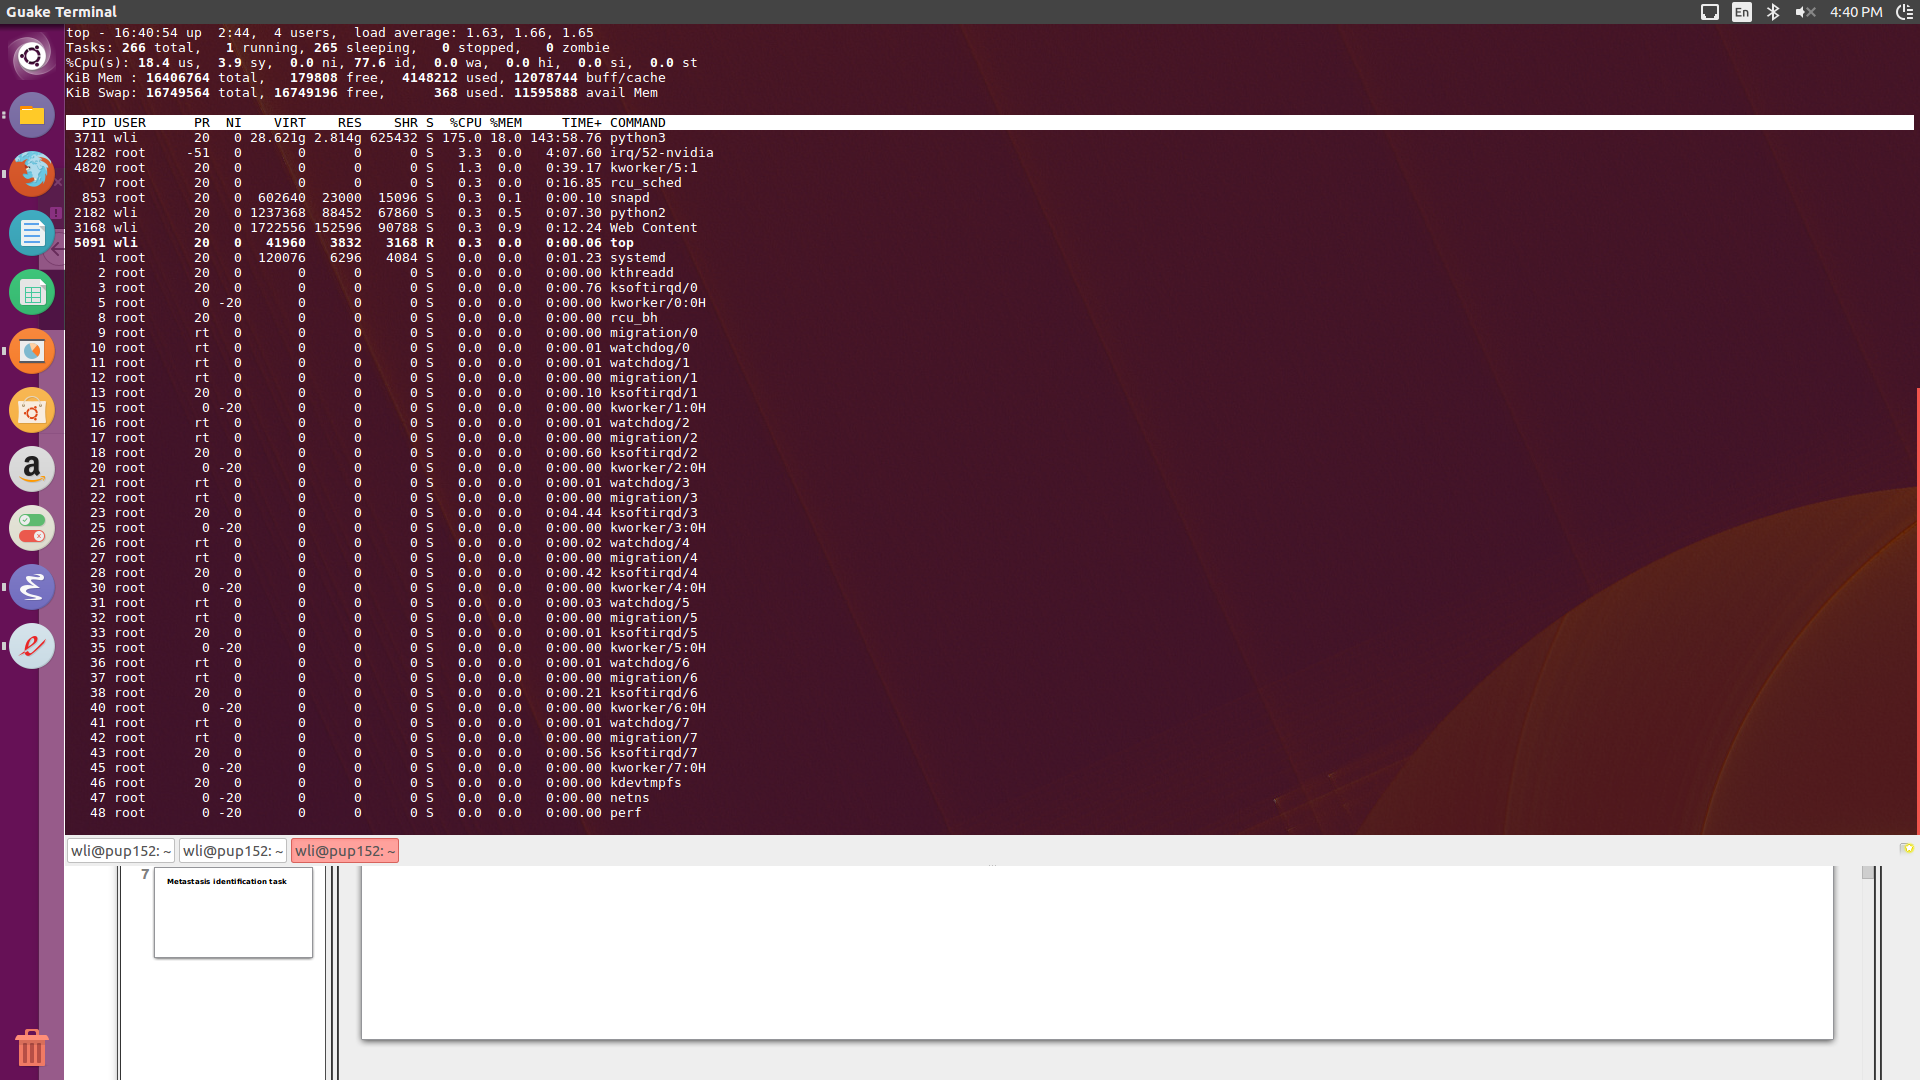 Guake Terminal
En
4:40 PM
top - 16:40:54 up  2:44,  4 users,  load average: 1.63, 1.66, 1.65
Tasks: 266 total,   1 running, 265 sleeping,   0 stopped,   0 zombie
%Cpu(s): 18.4 us,  3.9 sy,  0.0 ni, 77.6 id,  0.0 wa,  0.0 hi,  0.0 si,  0.0 st
KiB Mem : 16406764 total,   179808 free,  4148212 used, 12078744 buff/cache
KiB Swap: 16749564 total, 16749196 free,      368 used. 11595888 avail Mem
PID USER      PR  NI    VIRT    RES    SHR S  %CPU %MEM     TIME+ COMMAND
3711 wli       20   0 28.621g 2.814g 625432 S 175.0 18.0 143:58.76 python3
1282 root     -51   0       0      0      0 S   3.3  0.0   4:07.60 irq/52-nvidia
4820 root      20   0       0      0      0 S   1.3  0.0   0:39.17 kworker/5:1
7 root      20   0       0      0      0 S   0.3  0.0   0:16.85 rcu_sched
853 root      20   0  602640  23000  15096 S   0.3  0.1   0:00.10 snapd
2182 wli       20   0 1237368  88452  67860 S   0.3  0.5   0:07.30 python2
3168 wli       20   0 1722556 152596  90788 S   0.3  0.9   0:12.24 Web Content
5091 wli       20   0   41960   3832   3168 R   0.3  0.0   0:00.06 top
1 root      20   0  120076   6296   4084 S   0.0  0.0   0:01.23 systemd
2 root      20   0       0      0      0 S   0.0  0.0   0:00.00 kthreadd
3 root      20   0       0      0      0 S   0.0  0.0   0:00.76 ksoftirqd/0
5 root       0 -20       0      0      0 S   0.0  0.0   0:00.00 kworker/0:0H
8 root      20   0       0      0      0 S   0.0  0.0   0:00.00 rcu_bh
9 root      rt   0       0      0      0 S   0.0  0.0   0:00.00 migration/0
10 root      rt   0       0      0      0 S   0.0  0.0   0:00.01 watchdog/0
11 root      rt   0       0      0      0 S   0.0  0.0   0:00.01 watchdog/1
12 root      rt   0       0      0      0 S   0.0  0.0   0:00.00 migration/1
13 root      20   0       0      0      0 S   0.0  0.0   0:00.10 ksoftirqd/1
15 root       0 -20       0      0      0 S   0.0  0.0   0:00.00 kworker/1:0H
16 root      rt   0       0      0      0 S   0.0  0.0   0:00.01 watchdog/2
17 root      rt   0       0      0      0 S   0.0  0.0   0:00.00 migration/2
18 root      20   0       0      0      0 S   0.0  0.0   0:00.60 ksoftirqd/2
20 root       0 -20       0      0      0 S   0.0  0.0   0:00.00 kworker/2:0H
21 root      rt   0       0      0      0 S   0.0  0.0   0:00.01 watchdog/3
22 root      rt   0       0      0      0 S   0.0  0.0   0:00.00 migration/3
23 root      20   0       0      0      0 S   0.0  0.0   0:04.44 ksoftirqd/3
25 root       0 -20       0      0      0 S   0.0  0.0   0:00.00 kworker/3:0H
26 root      rt   0       0      0      0 S   0.0  0.0   0:00.02 watchdog/4
27 root      rt   0       0      0      0 S   0.0  0.0   0:00.00 migration/4
28 root      20   0       0      0      0 S   0.0  0.0   0:00.42 ksoftirqd/4
30 root       0 -20       0      0      0 S   0.0  0.0   0:00.00 kworker/4:0H
31 root      rt   0       0      0      0 S   0.0  0.0   0:00.03 watchdog/5
32 root      rt   0       0      0      0 S   0.0  0.0   0:00.00 migration/5
33 root      20   0       0      0      0 S   0.0  0.0   0:00.01 ksoftirqd/5
35 root       0 -20       0      0      0 S   0.0  0.0   0:00.00 kworker/5:0H
36 root      rt   0       0      0      0 S   0.0  0.0   0:00.01 watchdog/6
37 root      rt   0       0      0      0 S   0.0  0.0   0:00.00 migration/6
38 root      20   0       0      0      0 S   0.0  0.0   0:00.21 ksoftirqd/6
40 root       0 -20       0      0      0 S   0.0  0.0   0:00.00 kworker/6:0H
41 root      rt   0       0      0      0 S   0.0  0.0   0:00.01 watchdog/7
42 root      rt   0       0      0      0 S   0.0  0.0   0:00.00 migration/7
43 root      20   0       0      0      0 S   0.0  0.0   0:00.56 ksoftirqd/7
45 root       0 -20       0      0      0 S   0.0  0.0   0:00.00 kworker/7:0H
46 root      20   0       0      0      0 S   0.0  0.0   0:00.00 kdevtmpfs
47 root       0 -20       0      0      0 S   0.0  0.0   0:00.00 netns
48 root       0 -20       0      0      0 S   0.0  0.0   0:00.00 perf
wli@pup152: ~
wli@pup152: ~
wli@pup152: ~
7
Metastasis identification task